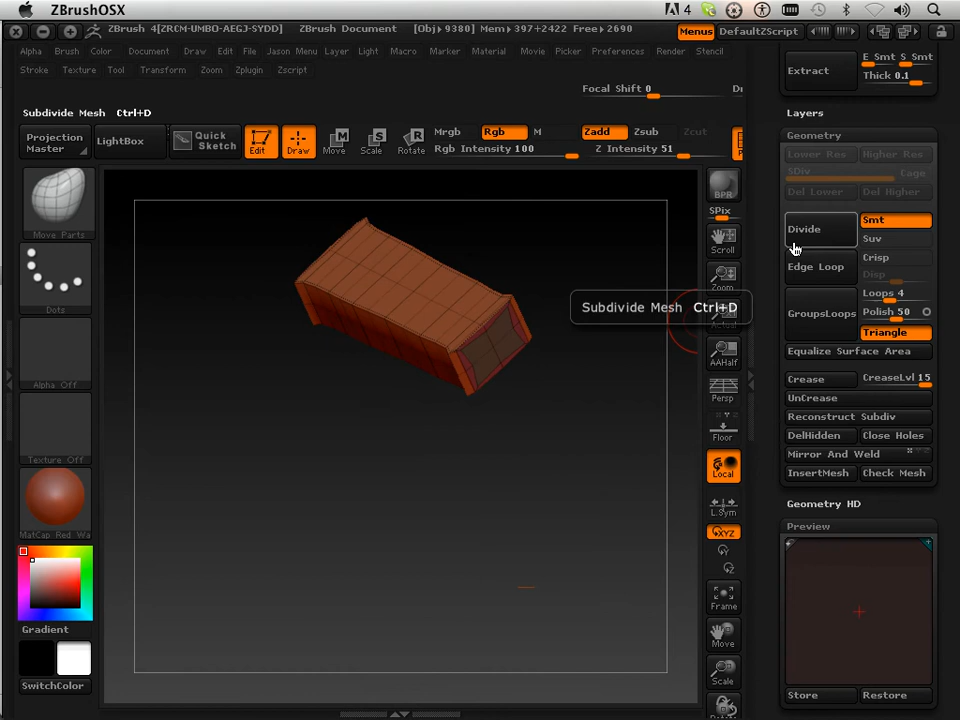 ZBrushOSX
4
ZBrush 4[ZRCM-UMBO-AEGJ-SYDD] ZBrush Document [Obj» 9380] Mem» 397+2422 Free» 2690 Menus DefaultZScript
Alpha Brush Color Document Draw Edit File Jason Menu Layer Light Macro Marker Material Movie Picker Preferences Render Stencil
Stroke Texture Tool Transform Zoom Zplugin Zscript
Focal Shift 0
Subdivide Mesh Ctrl+D
Projection Master
LightBox
Quick Sketch
Edit
Draw
Move
Scale
Rotate
Mrgb Rgb M Zadd Zsub Zcut
Rgb Intensity 100 Z Intensity 51
Move Parts
Dots
Alpha Off
Texture Off
MatCap Red Wa
Gradient
SwitchColor
BPR
SPix
Scroll
Zoom
Actual
AAHalf
Persp
Floor
Local
L.Sym
XYZ
Frame
Move
Scale
Subdivide Mesh Ctrl+D
Extract
E Smt S Smt
Thick 0.1
Layers
Geometry
Lower Res Higher Res
SDiv Cage
Del Lower Del Higher
Divide
Smt
Suv
Edge Loop
Crisp
Disp
GroupsLoops
Loops 4
Polish 50
Triangle
Equalize Surface Area
Crease CreaseLvl 15
UnCrease
Reconstruct Subdiv
DelHidden Close Holes
Mirror And Weld
InsertMesh Check Mesh
Geometry HD
Preview
Store Restore